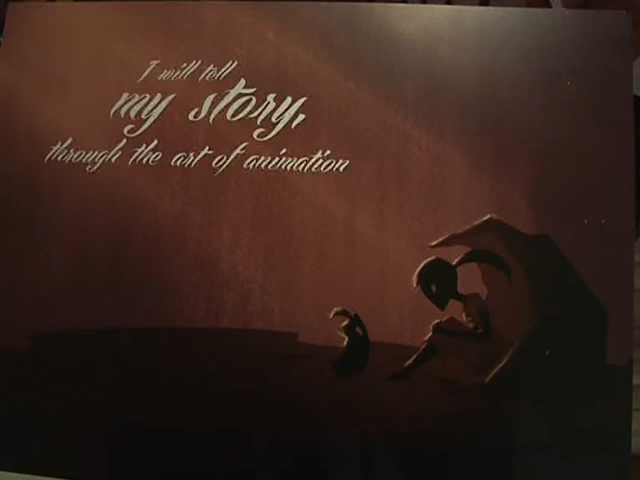 I will tell
my story,
through the art of animation